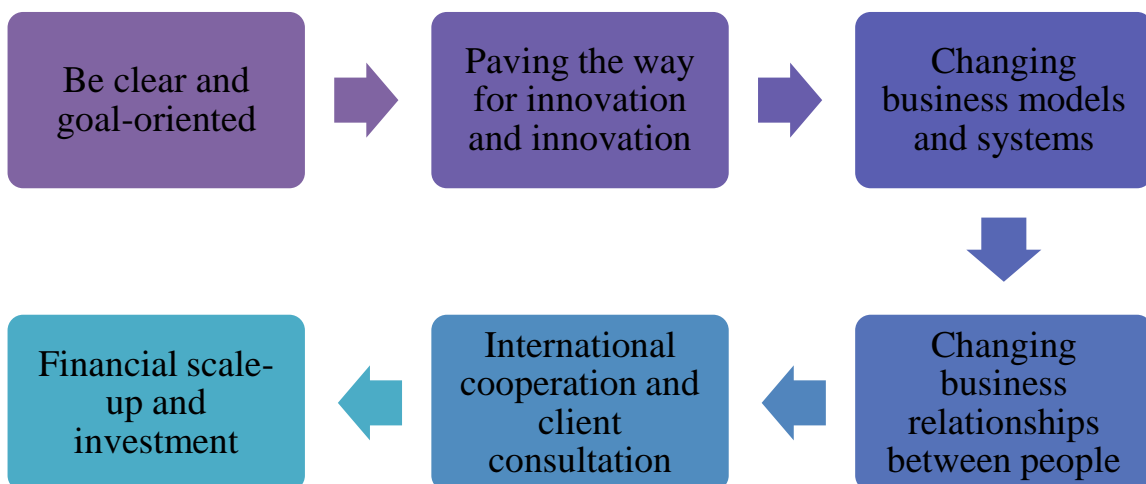 Be clear and
goal-oriented
Paving the way
for innovation
and innovation
Changing
business models
and systems
Changing
business
relationships
between people
International
cooperation and
client
consultation
Financial scale-
up and
investment